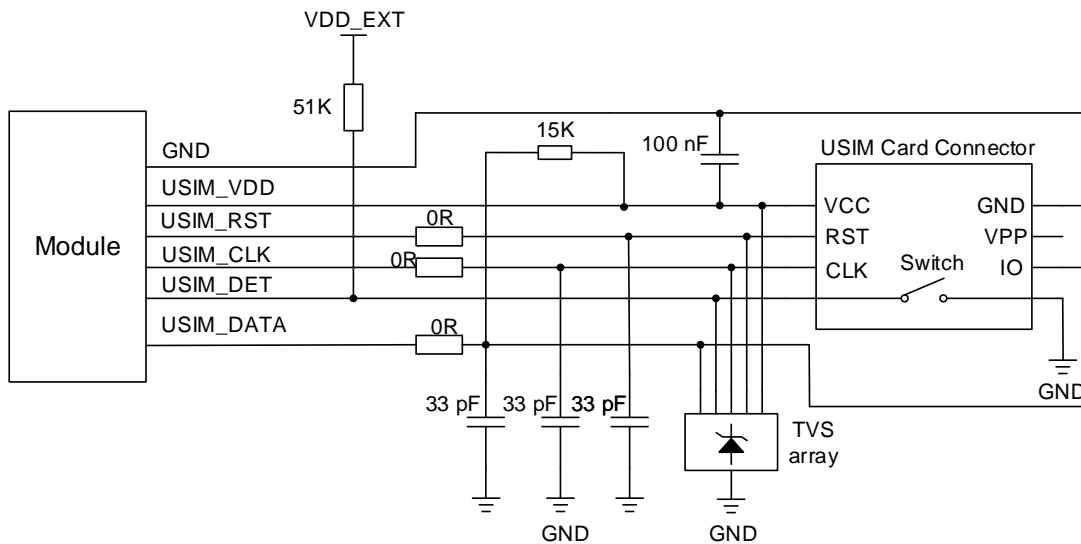 VDD_EXT
51K
15K
100 nF
USIM Card Connector
GND
USIM_VDD
VCC
GND
USIM_RST
0R
RST
VPP
Module
USIM_CLK
0R
CLK
Switch
IO
USIM_DET
USIM_DATA
0R
GND
33 pF
33 pF
33 pF
TVS
array
GND
GND